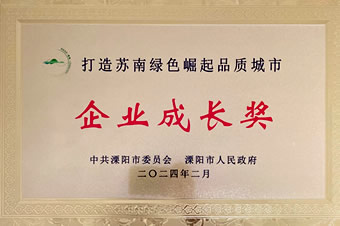 打造苏南绿色崛起品质城市
企业成长奖
中共溧阳市委员会 溧阳市人民政府
二〇二四年二月